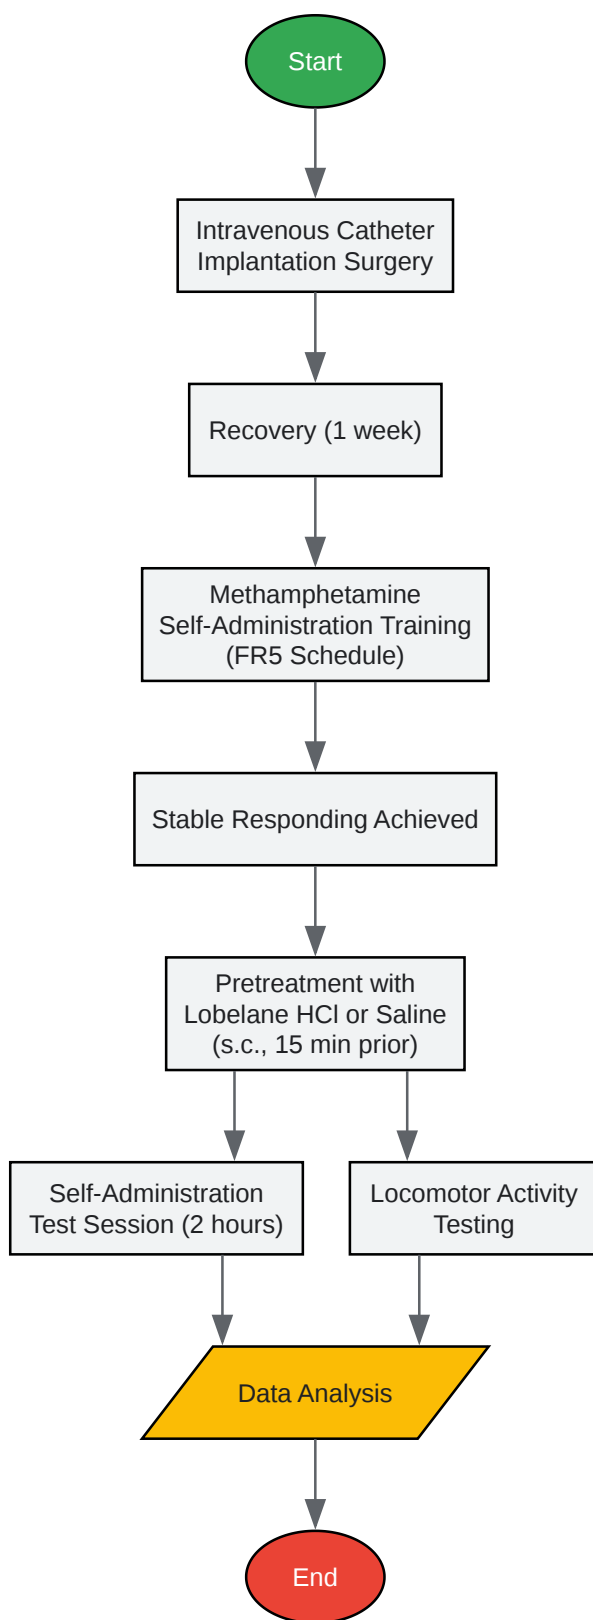 Start
Intravenous Catheter
Implantation Surgery
Recovery (1 week)
Methamphetamine
Self-Administration Training
(FR5 Schedule)
Stable Responding Achieved
Pretreatment with
Lobelane HCl or Saline
(s.c., 15 min prior)
Self-Administration
Test Session (2 hours)
Locomotor Activity
Testing
Data Analysis
End